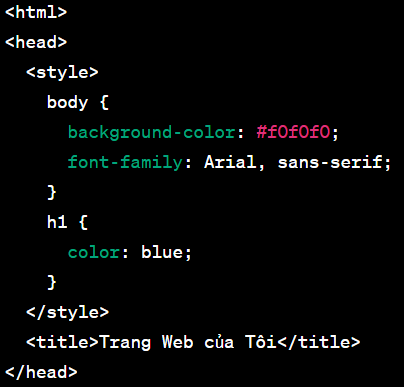 <html>
<head>
  <style>
    body {
      background-color: #f0f0f0;
      font-family: Arial, sans-serif;
    }
    h1 {
      color: blue;
    }
  </style>
  <title>Trang Web của Tôi</title>
</head>